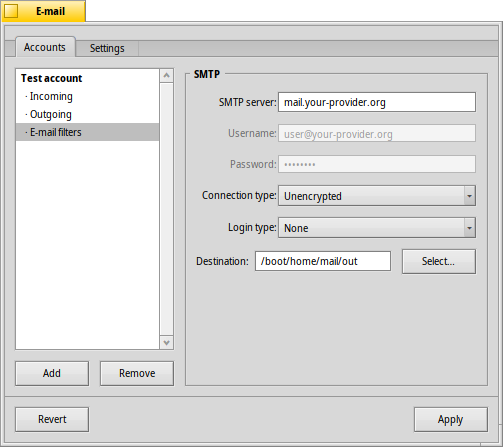 E-mail
Accounts
Settings
Test account
· Incoming
· Outgoing
· E-mail filters
SMTP
SMTP server: mail.your-provider.org
Username: user@your-provider.org
Password: ••••••••
Connection type: Unencrypted
Login type: None
Destination: /boot/home/mail/out
Select...
Add
Remove
Revert
Apply